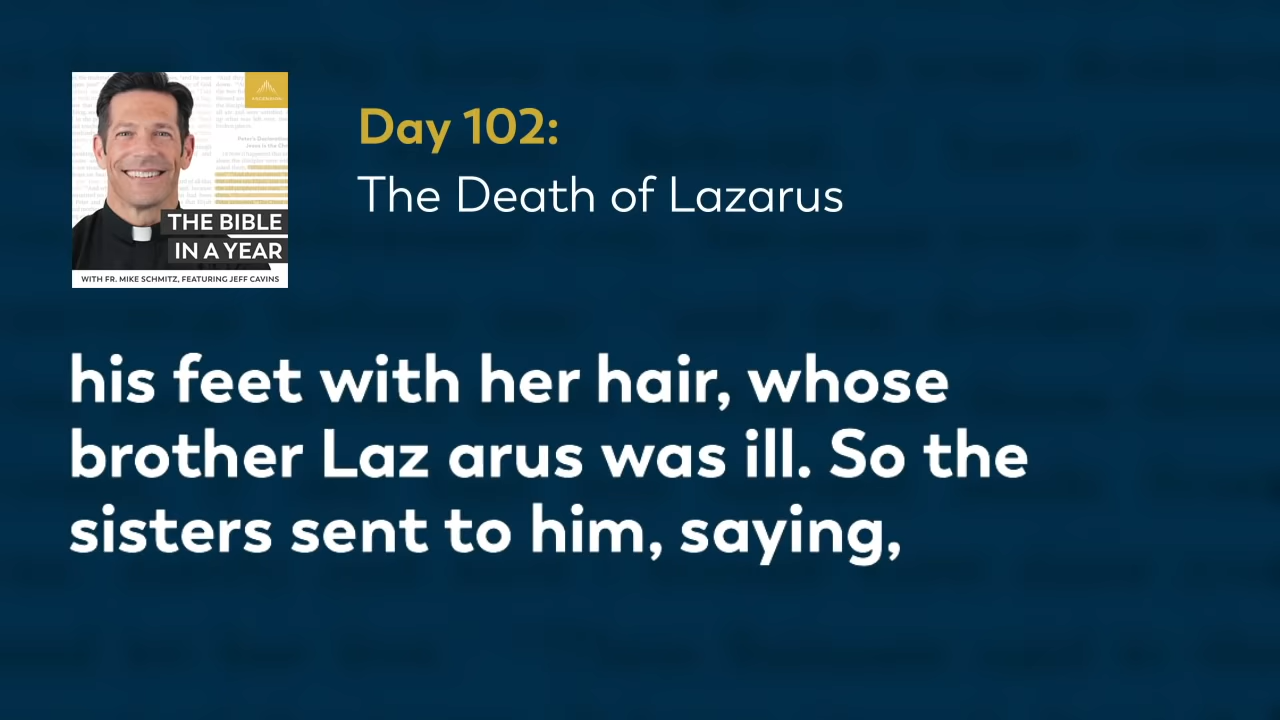 THE BIBLE
IN A YEAR
WITH FR. MIKE SCHMITZ, FEATURING JEFF CAVINS
Day 102:
The Death of Lazarus
his feet with her hair, whose
brother Laz arus was ill. So the
sisters sent to him, saying,